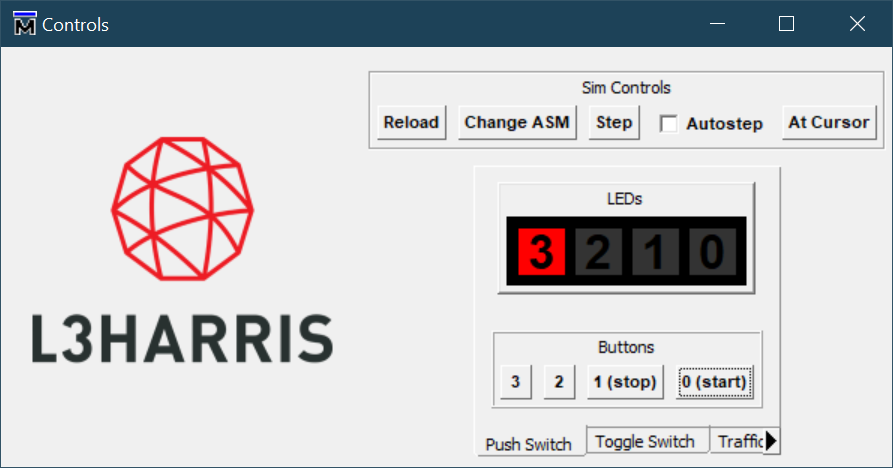 Controls
Sim Controls
Reload Change ASM Step Autostep At Cursor
LEDs
3 2 1 0
L3HARRIS
Buttons
3 2 1 (stop) 0 (start)
Push Switch Toggle Switch Traffic